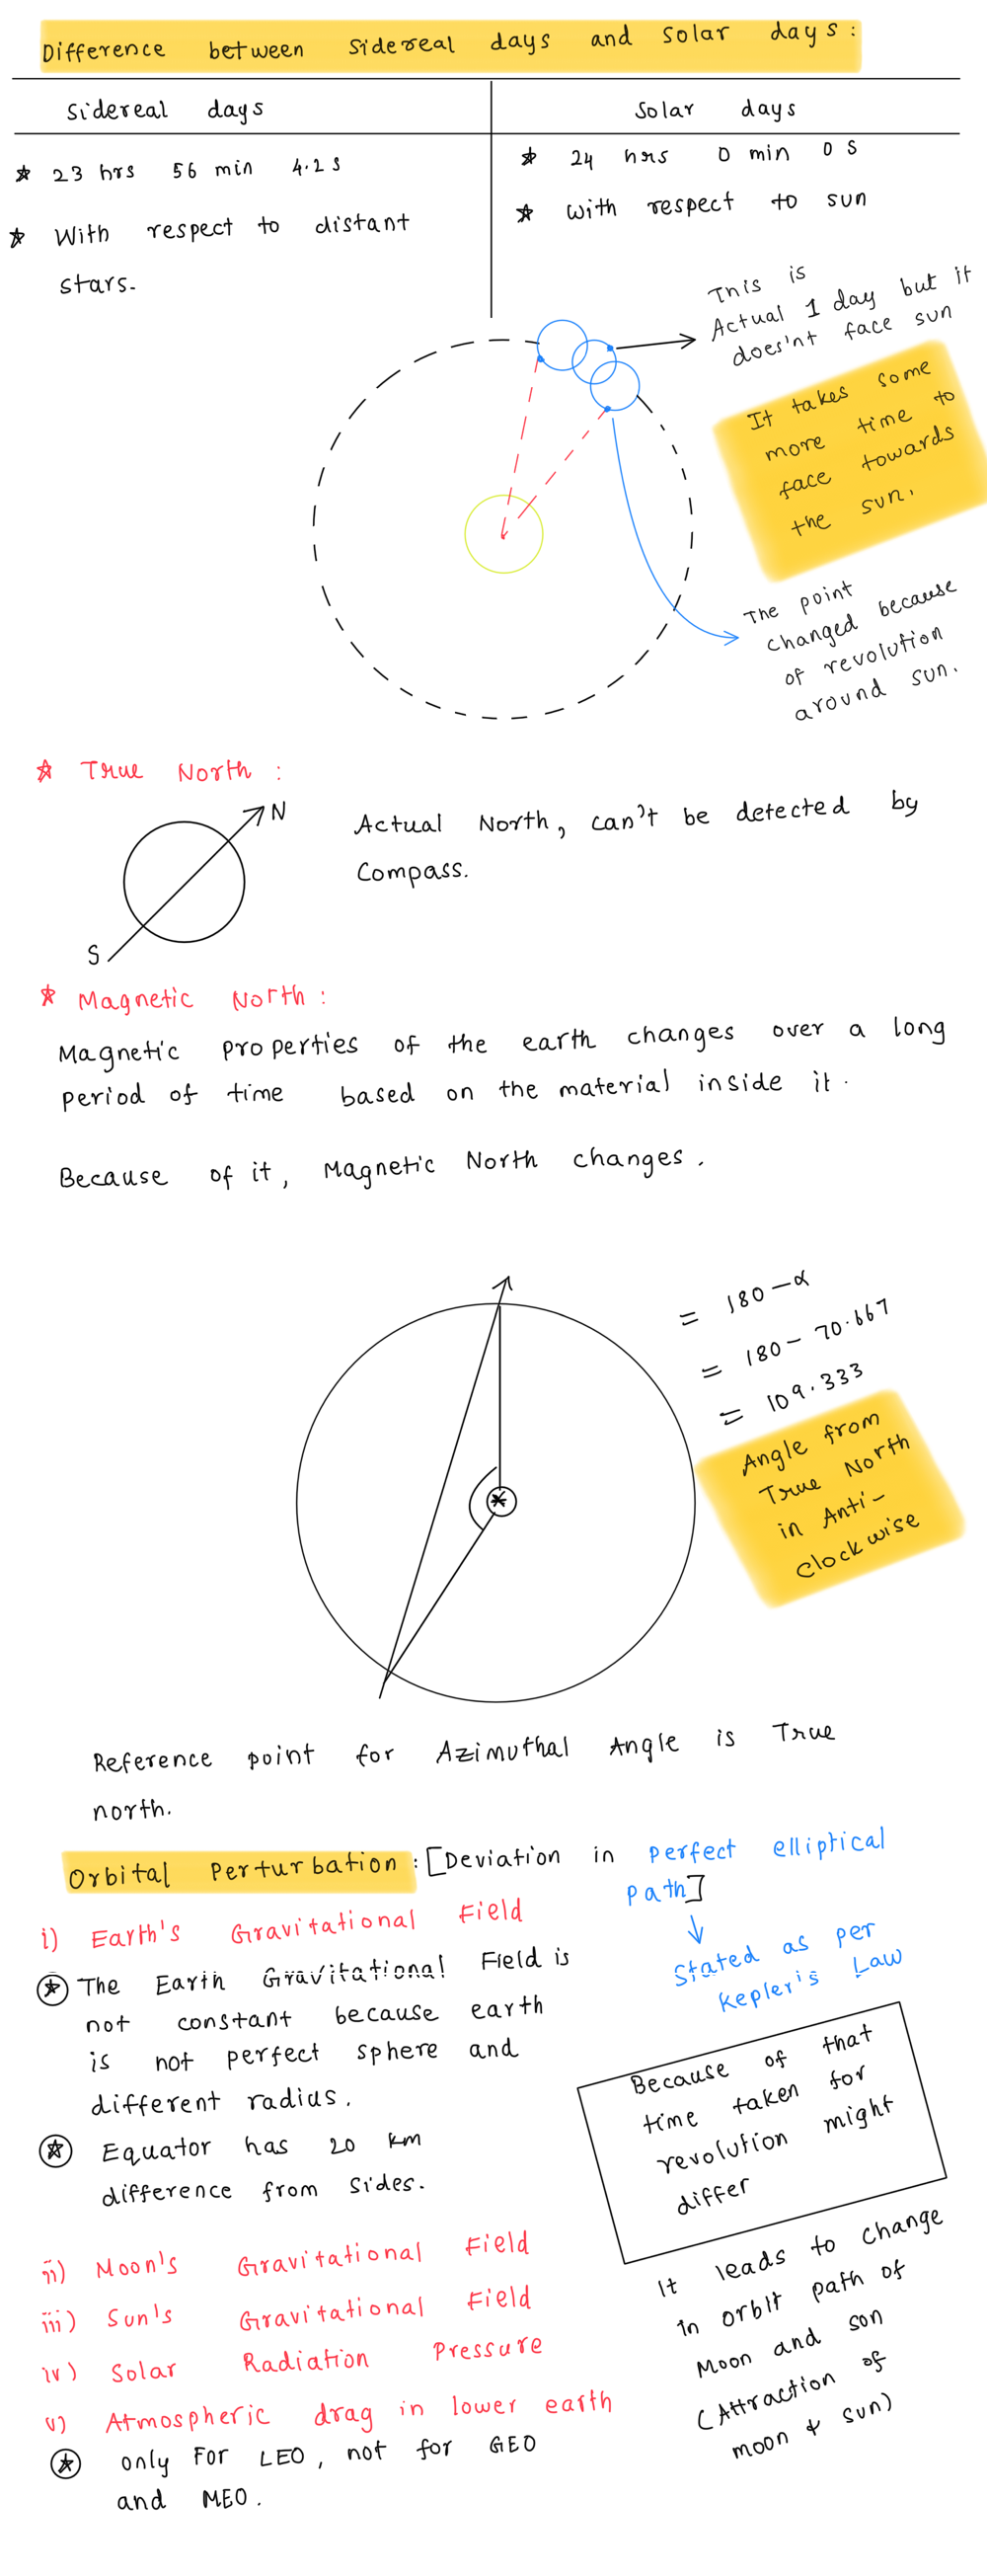 Difference between sidereal days and solar days:
Sidereal days
Solar days
23 hrs 56 min 4.2 s
24 hrs 0 min 0 s
With respect to distant
stars.
With respect to sun
This is
Actual 1 day but it
does'nt face sun
It takes some
more time to
face towards
the sun.
The point
changed because
of revolution
around sun.
True North :
N
S
Actual North, can't be detected by
Compass.
Magnetic North :
Magnetic properties of the earth changes over a long
period of time based on the material inside it.
Because of it, Magnetic North changes.
= 180 - α
= 180 - 70.667
= 109.333
Angle from
True North
in Anti-
Clockwise
Reference point for Azimuthal Angle is True
north.
Orbital Perturbation : [Deviation in perfect elliptical
path]
Stated as per
Kepler's Law
i) Earth's Gravitational Field
The Earth Gravitational Field is
not constant because earth
is not perfect sphere and
different radius.
Equator has 20 km
difference from sides.
Because of that
time taken for
revolution might
differ
ii) Moon's Gravitational Field
iii) Sun's Gravitational Field
iv) Solar Radiation Pressure
v) Atmospheric drag in lower earth
only For LEO, not for GEO
and MEO.
It leads to change
in orbit path of
Moon and son
(Attraction of
moon & sun)